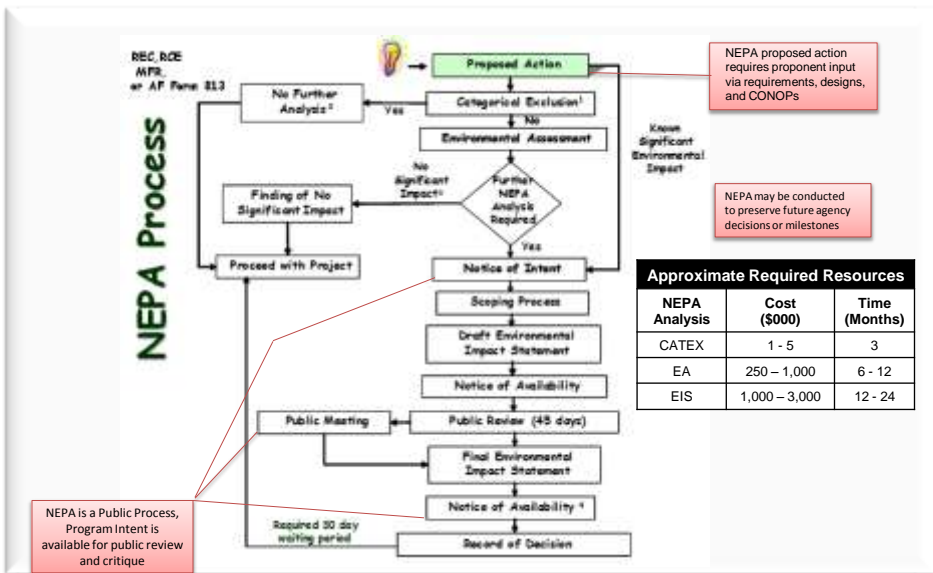 REC, RCE
MFR,
or AF Form 813
NEPA Process
Proposed Action
NEPA proposed action
requires proponent input
via requirements, designs,
and CONOPs
No Further
Analysis ²
Yes
Categorical Exclusion¹
No
Environmental Assessment
Known
Significant
Environmental
Impact
No
Significant
Impact³
Further
NEPA
Analysis
Required
Finding of No
Significant Impact
NEPA may be conducted
to preserve future agency
decisions or milestones
Yes
Proceed with Project
Notice of Intent
Scoping Process
Draft Environmental
Impact Statement
Notice of Availability
Public Meeting
Public Review (45 days)
Final Environmental
Impact Statement
Notice of Availability ⁴
Required 30 day
waiting period
Record of Decision
Approximate Required Resources
NEPA Analysis Cost ($000) Time (Months)
CATEX 1 - 5 3
EA 250 – 1,000 6 - 12
EIS 1,000 – 3,000 12 - 24
NEPA is a Public Process,
Program Intent is
available for public review
and critique